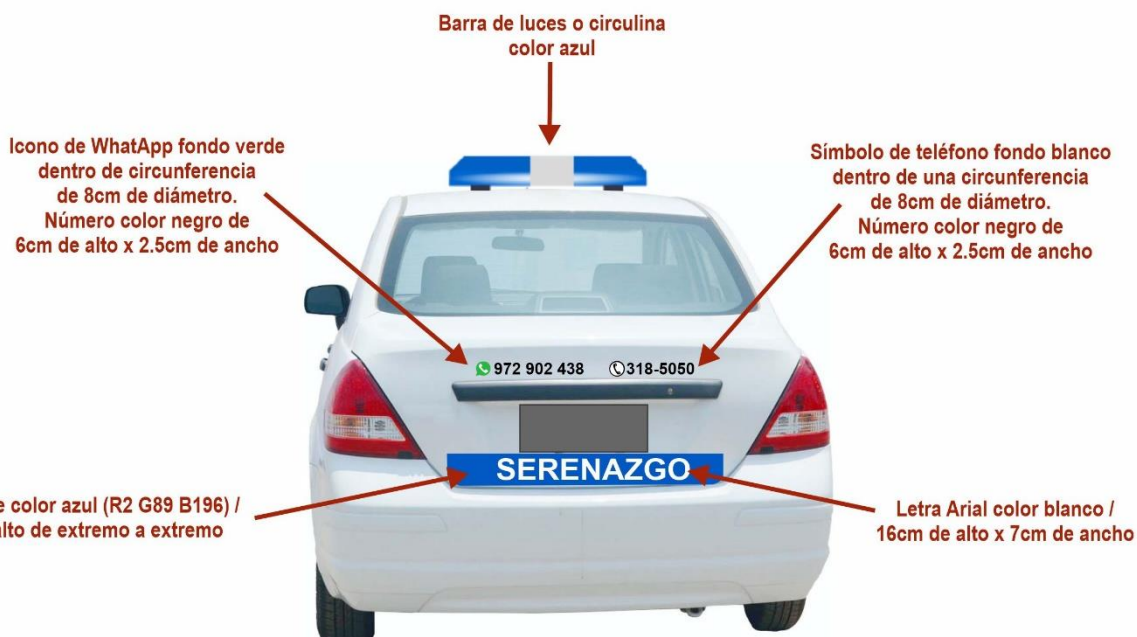 Barra de luces o circulina
color azul
Icono de WhatApp fondo verde
dentro de circunferencia
de 8cm de diámetro.
Número color negro de
6cm de alto x 2.5cm de ancho
Símbolo de teléfono fondo blanco
dentro de una circunferencia
de 8cm de diámetro.
Número color negro de
6cm de alto x 2.5cm de ancho
972 902 438
318-5050
SERENAZGO
e color azul (R2 G89 B196) /
alto de extremo a extremo
Letra Arial color blanco /
16cm de alto x 7cm de ancho